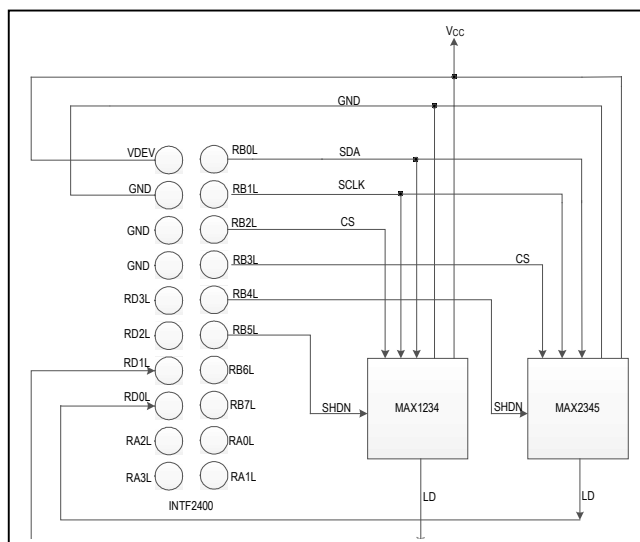 Vcc
GND
VDEV RB0L SDA
GND RB1L SCLK
GND RB2L CS
GND RB3L CS
RD3L RB4L
RD2L RB5L
RD1L RB6L
RD0L RB7L SHDN MAX1234 SHDN MAX2345
RA2L RA0L
RA3L RA1L
LD LD
INTF2400